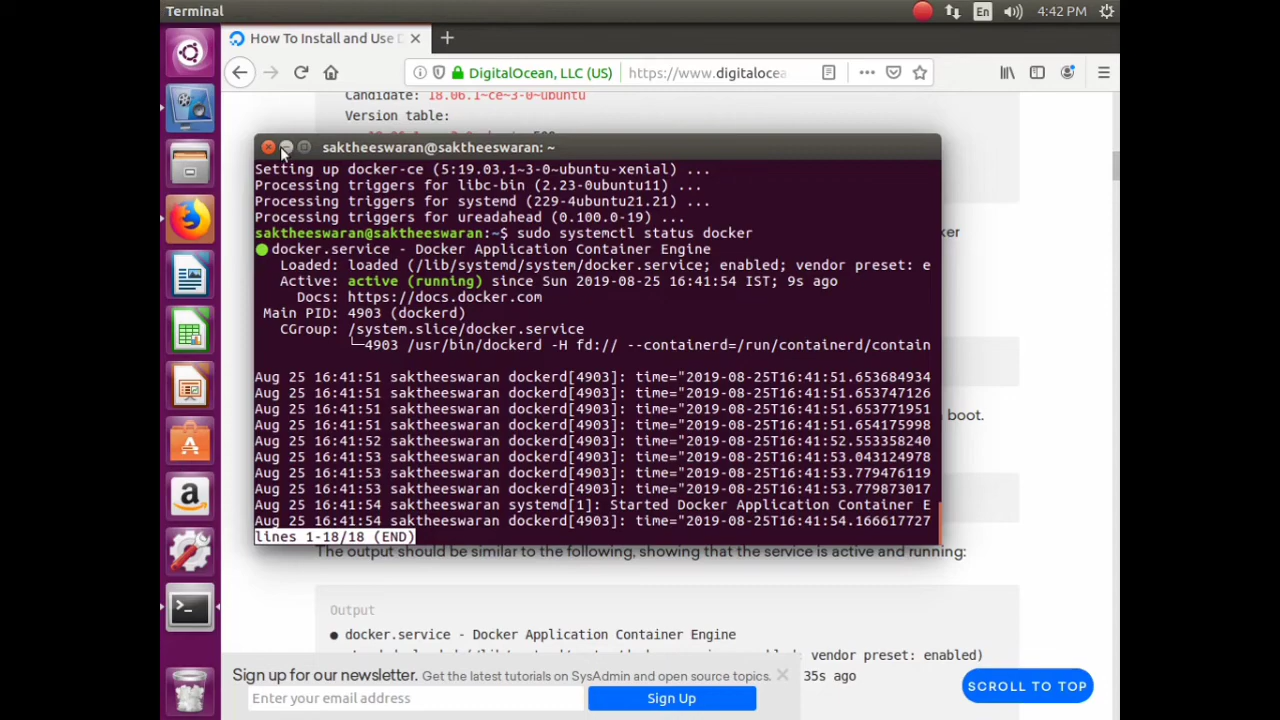 Terminal
En
4:42 PM
How To Install and Use D
DigitalOcean, LLC (US)
https://www.digitalocea
Candidate: 18.06.1~ce~3-0~ubuntu
Version table:
saktheeswaran@saktheeswaran: ~
Setting up docker-ce (5:19.03.1~3-0~ubuntu-xenial) ...
Processing triggers for libc-bin (2.23-0ubuntu11) ...
Processing triggers for systemd (229-4ubuntu21.21) ...
Processing triggers for ureadahead (0.100.0-19) ...
saktheeswaran@saktheeswaran:~$ sudo systemctl status docker
● docker.service - Docker Application Container Engine
Loaded: loaded (/lib/systemd/system/docker.service; enabled; vendor preset: e
Active: active (running) since Sun 2019-08-25 16:41:54 IST; 9s ago
Docs: https://docs.docker.com
Main PID: 4903 (dockerd)
CGroup: /system.slice/docker.service
└─4903 /usr/bin/dockerd -H fd:// --containerd=/run/containerd/contain
Aug 25 16:41:51 saktheeswaran dockerd[4903]: time="2019-08-25T16:41:51.653684934
Aug 25 16:41:51 saktheeswaran dockerd[4903]: time="2019-08-25T16:41:51.653747126
Aug 25 16:41:51 saktheeswaran dockerd[4903]: time="2019-08-25T16:41:51.653771951
Aug 25 16:41:51 saktheeswaran dockerd[4903]: time="2019-08-25T16:41:51.654175998
Aug 25 16:41:52 saktheeswaran dockerd[4903]: time="2019-08-25T16:41:52.553358240
Aug 25 16:41:53 saktheeswaran dockerd[4903]: time="2019-08-25T16:41:53.043124978
Aug 25 16:41:53 saktheeswaran dockerd[4903]: time="2019-08-25T16:41:53.779476119
Aug 25 16:41:53 saktheeswaran dockerd[4903]: time="2019-08-25T16:41:53.779873017
Aug 25 16:41:54 saktheeswaran systemd[1]: Started Docker Application Container E
Aug 25 16:41:54 saktheeswaran dockerd[4903]: time="2019-08-25T16:41:54.166617727
lines 1-18/18 (END)
ker
boot.
The output should be similar to the following, showing that the service is active and running:
Output
● docker.service - Docker Application Container Engine
vendor preset: enabled)
35s ago
Sign up for our newsletter. Get the latest tutorials on SysAdmin and open source topics.
Enter your email address
Sign Up
SCROLL TO TOP